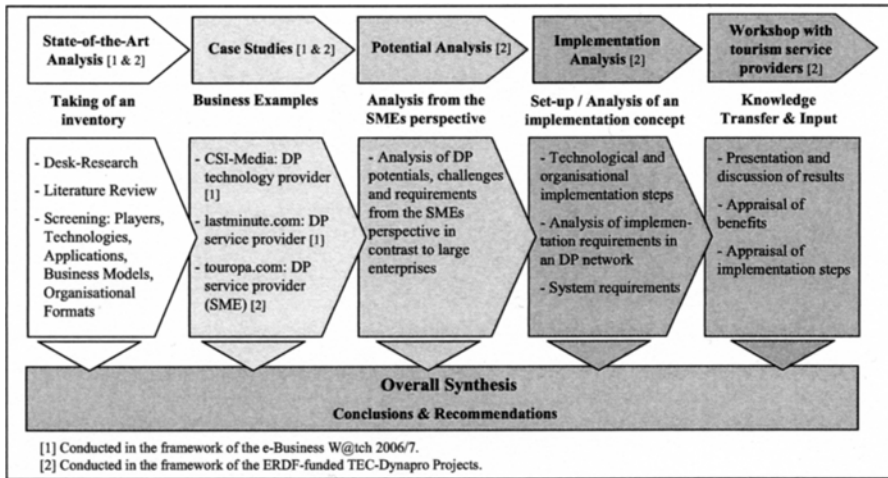 State-of-the-Art
Analysis [1 & 2]
Case Studies [1 & 2]
Potential Analysis [2]
Implementation
Analysis [2]
Workshop with
tourism service
providers [2]
Taking of an
inventory
Business Examples
Analysis from the
SMEs perspective
Set-up / Analysis of an
implementation concept
Knowledge
Transfer & Input
- Desk-Research
- Literature Review
- Screening: Players,
Technologies,
Applications,
Business Models,
Organisational
Formats
- CSI-Media: DP
technology provider
[1]
- lastminute.com: DP
service provider [1]
- touropa.com: DP
service provider
(SME) [2]
- Analysis of DP
potentials, challenges
and requirements
from the SMEs
perspective in
contrast to large
enterprises
- Technological and
organisational
implementation steps
- Analysis of implemen-
tation requirements in
an DP network
- System requirements
- Presentation and
discussion of results
- Appraisal of
benefits
- Appraisal of
implementation steps
Overall Synthesis
Conclusions & Recommendations
[1] Conducted in the framework of the e-Business W@tch 2006/7.
[2] Conducted in the framework of the ERDF-funded TEC-Dynapro Projects.